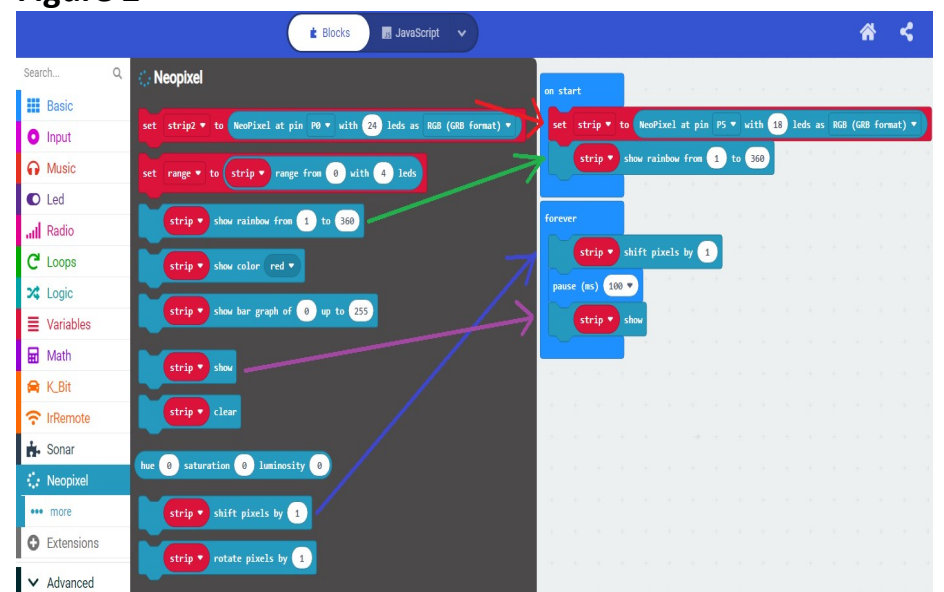 Blocks
JavaScript
Search...
Basic
Input
Music
Led
Radio
Loops
Logic
Variables
Math
K_Bit
IrRemote
Sonar
Neopixel
more
Extensions
Advanced
Neopixel
set strip2 to NeoPixel at pin P0 with 24 leds as RGB (GRB format)
set range to strip range from 0 with 4 leds
strip show rainbow from 1 to 360
strip show color red
strip show bar graph of 0 up to 255
strip show
strip clear
hue 0 saturation 0 luminosity 0
strip shift pixels by 1
strip rotate pixels by 1
on start
set strip to NeoPixel at pin P5 with 18 leds as RGB (GRB format)
strip show rainbow from 1 to 360
forever
strip shift pixels by 1
pause (ms) 100
strip show